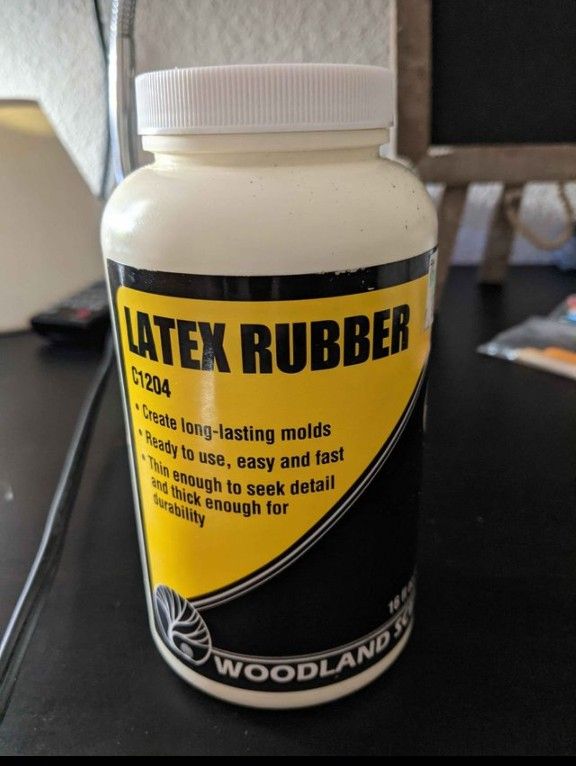 LATEX RUBBER
C1204
• Create long-lasting molds
• Ready to use, easy and fast
• Thin enough to seek detail
and thick enough for
durability
16
WOODLAND